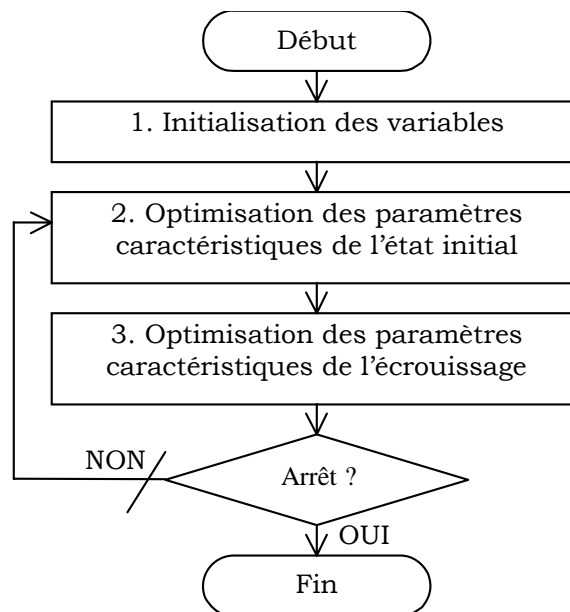 Début
1. Initialisation des variables
2. Optimisation des paramètres
caractéristiques de l’état initial
3. Optimisation des paramètres
caractéristiques de l’écrouissage
NON
Arrêt ?
OUI
Fin